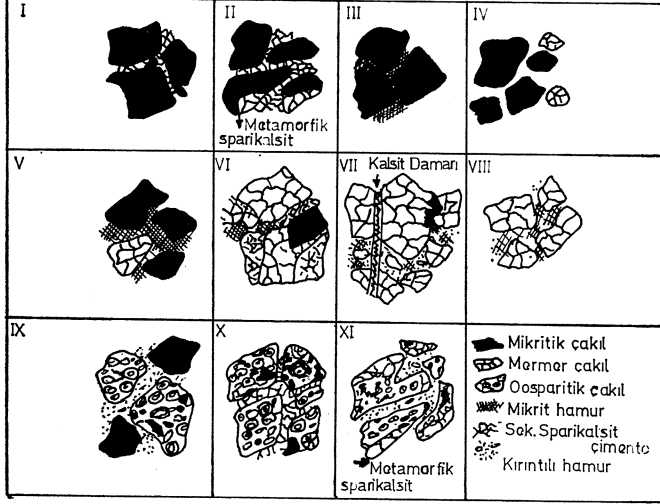 I
II
III
IV
Metamorfik
sparikalsit
V
VI
VII
Kalsit Damarı
VIII
IX
X
XI
Metamorfik
sparikalsit
Mikritik çakıl
Mermer çakıl
Oosparitik çakıl
Mikrit hamur
Sek. Sparikalsit
çimento
Kırıntılı hamur